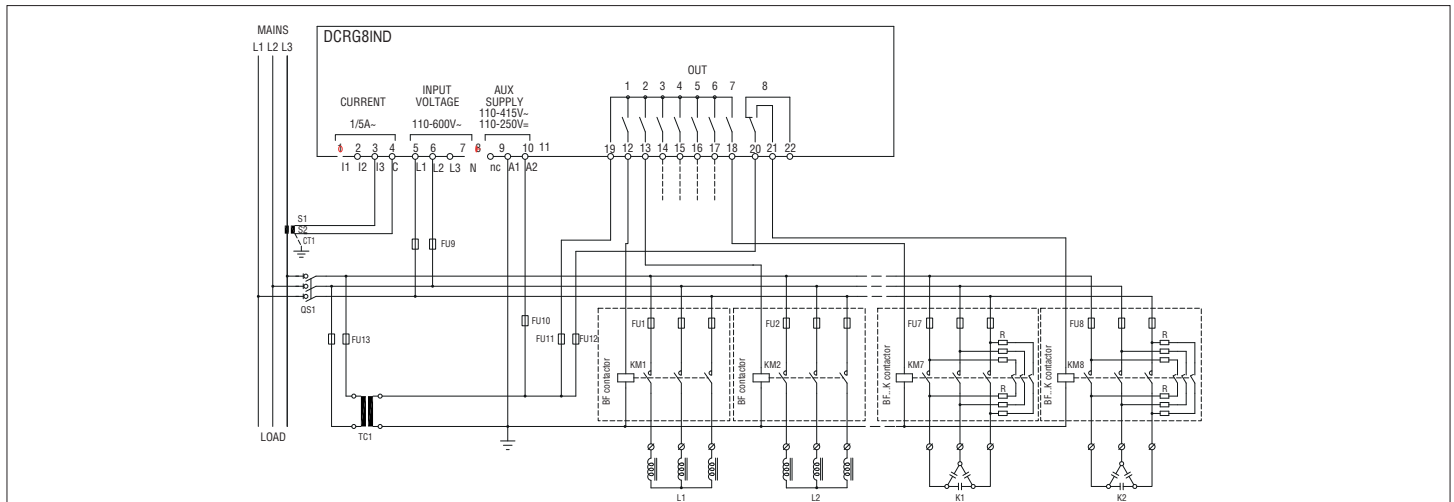 MAINS
L1 L2 L3
DCRG8IND
OUT
1 2 3 4 5 6 7 8
CURRENT
1/5A~
INPUT
VOLTAGE
110-600V~
AUX
SUPPLY
110-415V~
110-250V=
1 2 3 4 5 6 7 8 9 10 11
19 12 13 14 15 16 17 18 20 21 22
I1 I2 I3 C L1 L2 L3 N nc A1 A2
S1
S2
CT1
FU9
QS1
FU13
FU10
FU11
FU12
FU1
FU2
FU7
FU8
R
R
KM1
KM2
KM7
KM8
BF contactor
BF contactor
BF...K contactor
BF...K contactor
R
R
LOAD
TC1
L1
L2
K1
K2